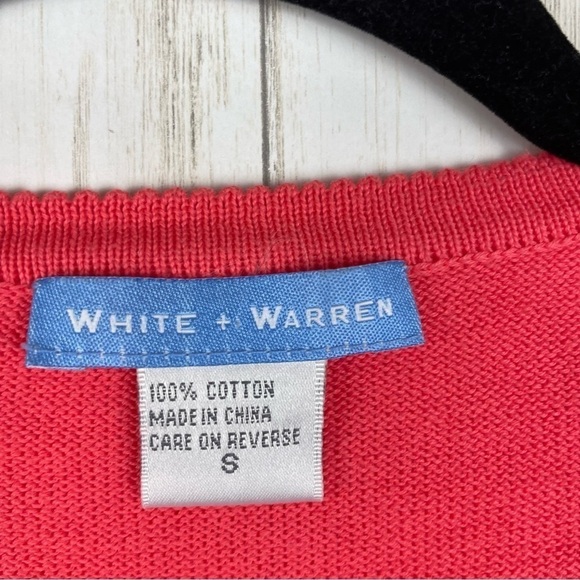 WHITE + WARREN
100% COTTON
MADE IN CHINA
CARE ON REVERSE
S